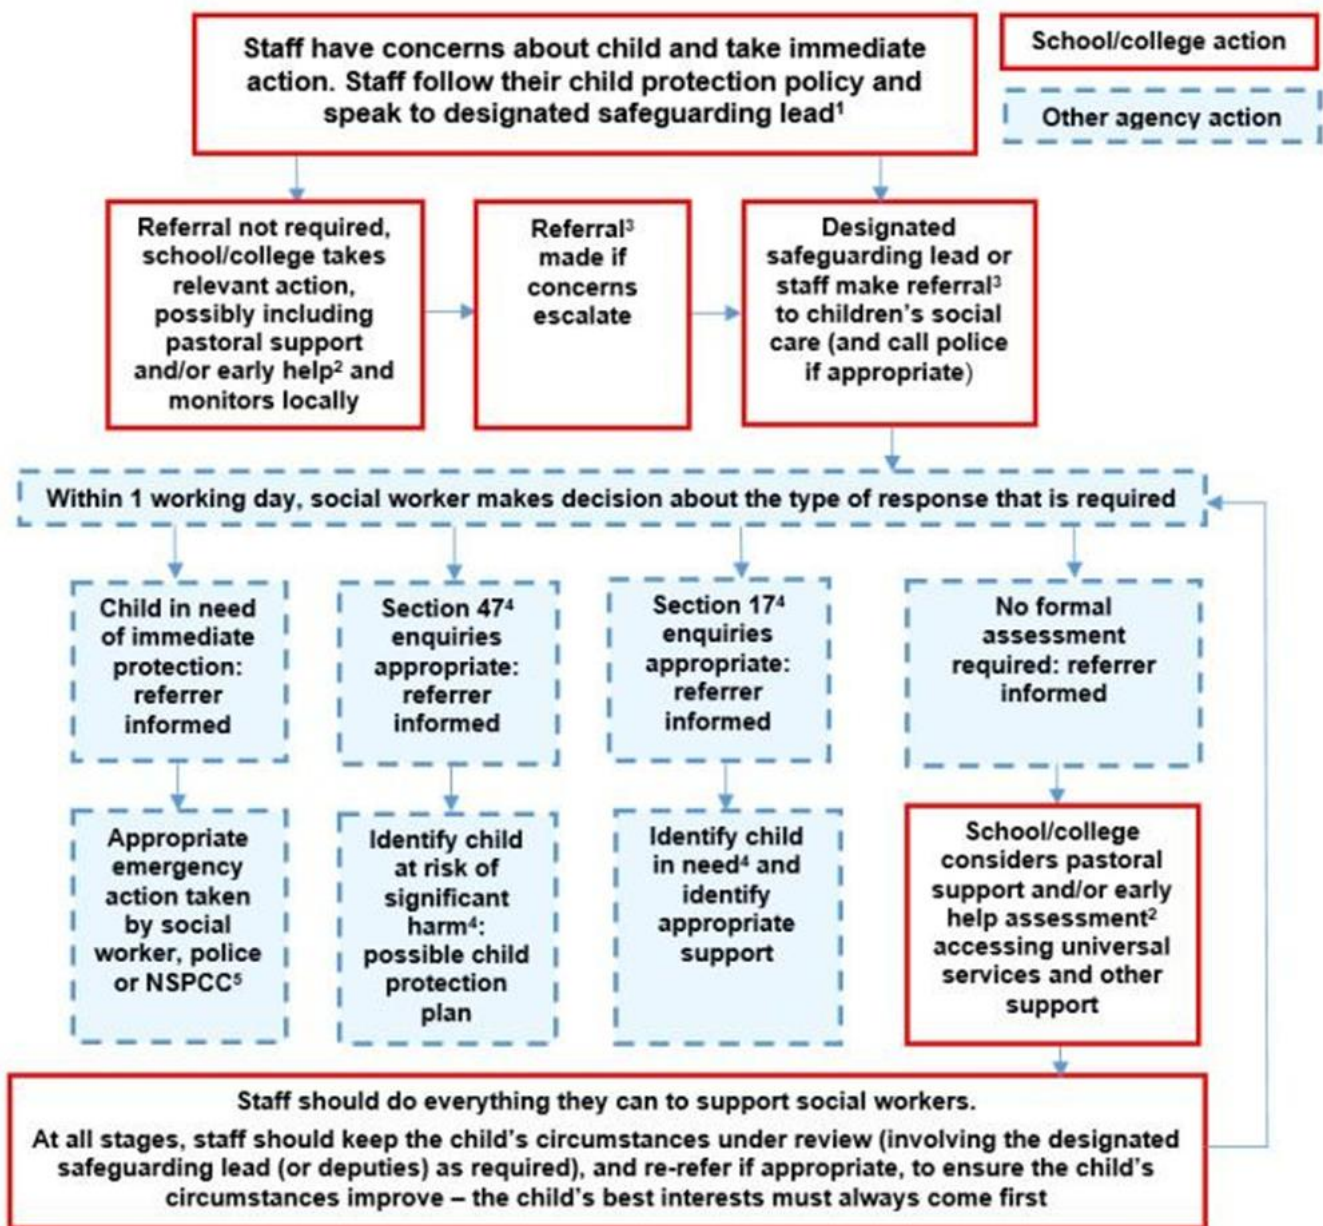 Staff have concerns about child and take immediate
action. Staff follow their child protection policy and
speak to designated safeguarding lead¹
School/college action
Other agency action
Referral not required,
school/college takes
relevant action,
possibly including
pastoral support
and/or early help² and
monitors locally
Referral³
made if
concerns
escalate
Designated
safeguarding lead or
staff make referral³
to children's social
care (and call police
if appropriate)
Within 1 working day, social worker makes decision about the type of response that is required
Child in need
of immediate
protection:
referrer
informed
Section 47⁴
enquiries
appropriate:
referrer
informed
Section 17⁴
enquiries
appropriate:
referrer
informed
No formal
assessment
required: referrer
informed
Appropriate
emergency
action taken
by social
worker, police
or NSPCC⁵
Identify child
at risk of
significant
harm⁴:
possible child
protection
plan
Identify child
in need⁴ and
identify
appropriate
support
School/college
considers pastoral
support and/or early
help assessment²
accessing universal
services and other
support
Staff should do everything they can to support social workers.
At all stages, staff should keep the child's circumstances under review (involving the designated
safeguarding lead (or deputies) as required), and re-refer if appropriate, to ensure the child's
circumstances improve – the child's best interests must always come first